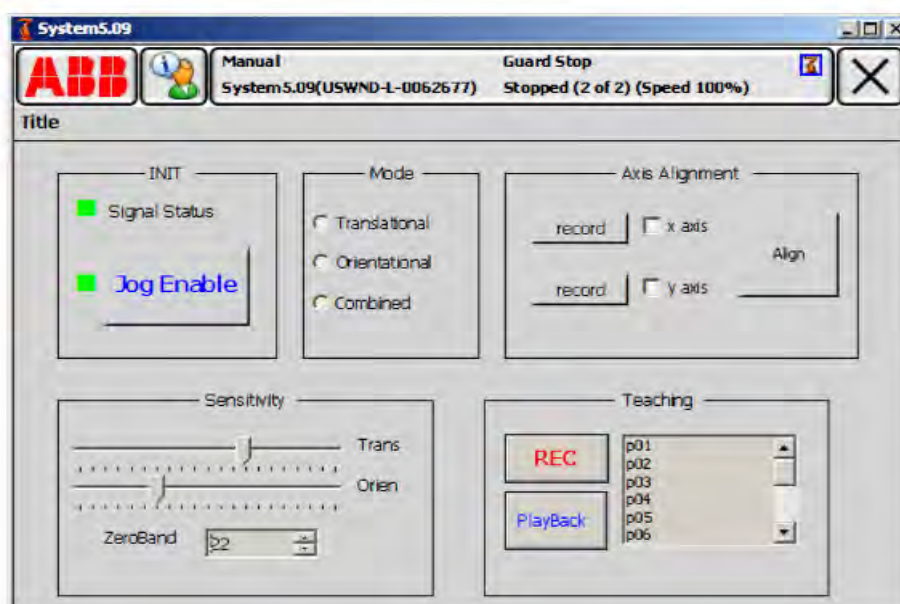 System5.09
ABB
Manual
Guard Stop
System5.09(USWND-L-0062677)
Stopped (2 of 2) (Speed 100%)
Title
INIT
Signal Status
Jog Enable
Mode
Translational
Orientational
Combined
Axis Alignment
record
x axis
record
y axis
Align
Sensitivity
Trans
Orien
ZeroBand
22
Teaching
REC
PlayBack
p01
p02
p03
p04
p05
p06